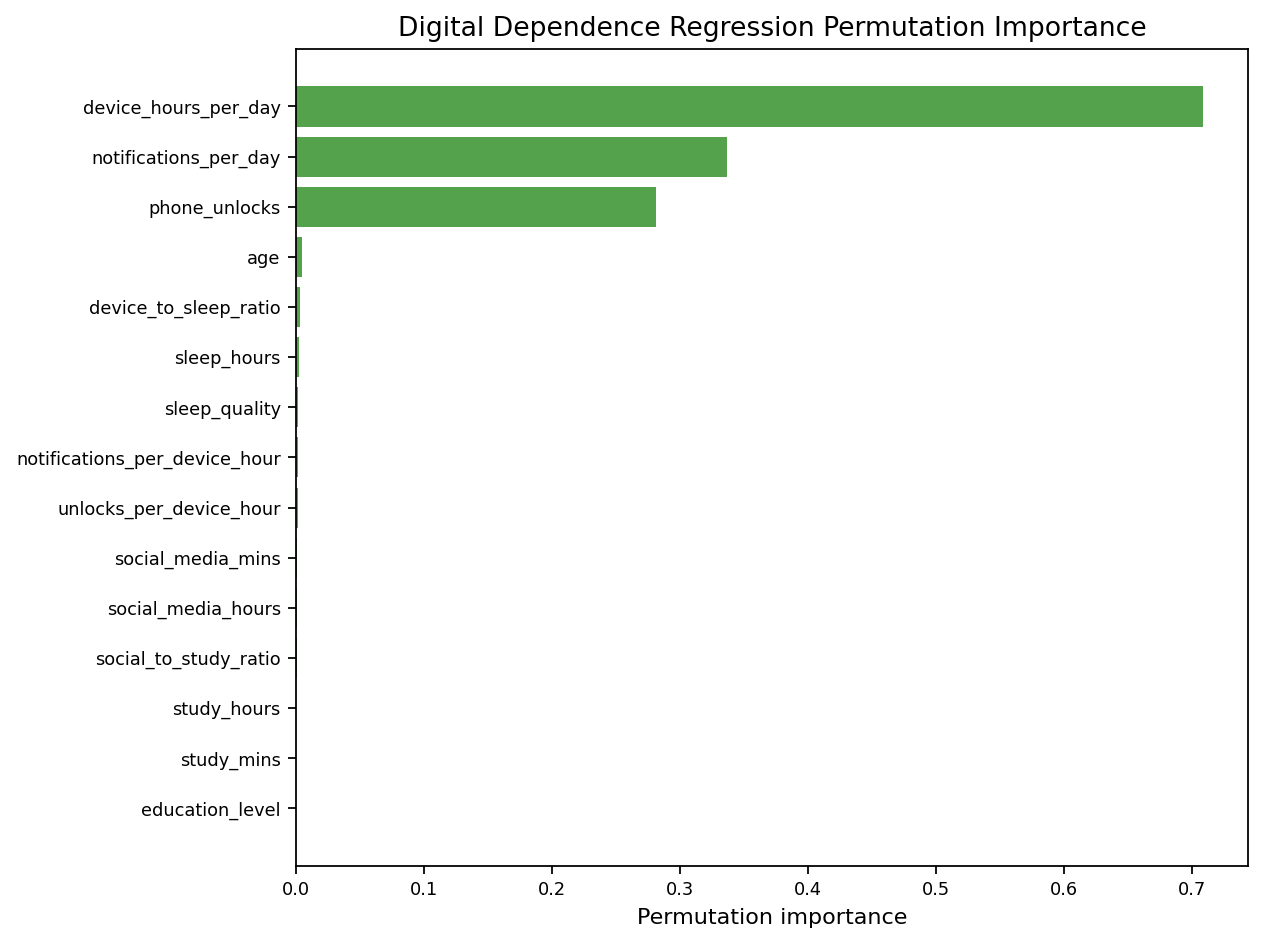 Digital Dependence Regression Permutation Importance
device_hours_per_day
notifications_per_day
phone_unlocks
age
device_to_sleep_ratio
sleep_hours
sleep_quality
notifications_per_device_hour
unlocks_per_device_hour
social_media_mins
social_media_hours
social_to_study_ratio
study_hours
study_mins
education_level
0.0 0.1 0.2 0.3 0.4 0.5 0.6 0.7
Permutation importance